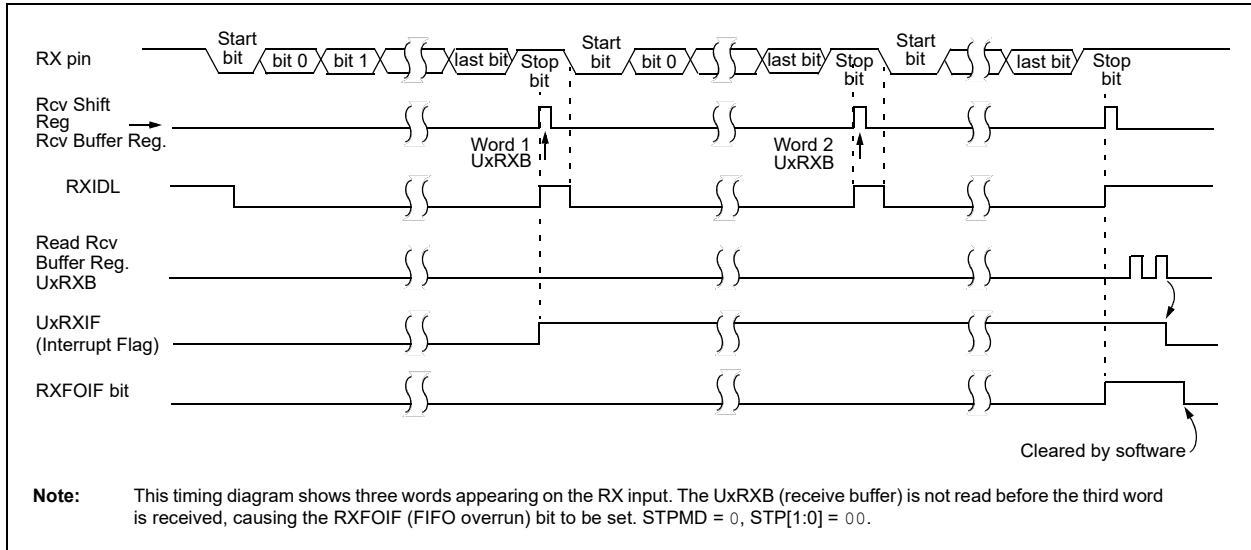 Start bit bit 0 bit 1 last bit Stop bit Start bit bit 0 last bit Stop bit Start bit last bit Stop bit
RX pin
Rcv Shift
Reg
Rcv Buffer Reg.
Word 1
UxRXB
Word 2
UxRXB
RXIDL
Read Rcv
Buffer Reg.
UxRXB
UxRXIF
(Interrupt Flag)
RXFOIF bit
Cleared by software
Note: This timing diagram shows three words appearing on the RX input. The UxRXB (receive buffer) is not read before the third word
is received, causing the RXFOIF (FIFO overrun) bit to be set. STPMD = 0, STP[1:0] = 00.